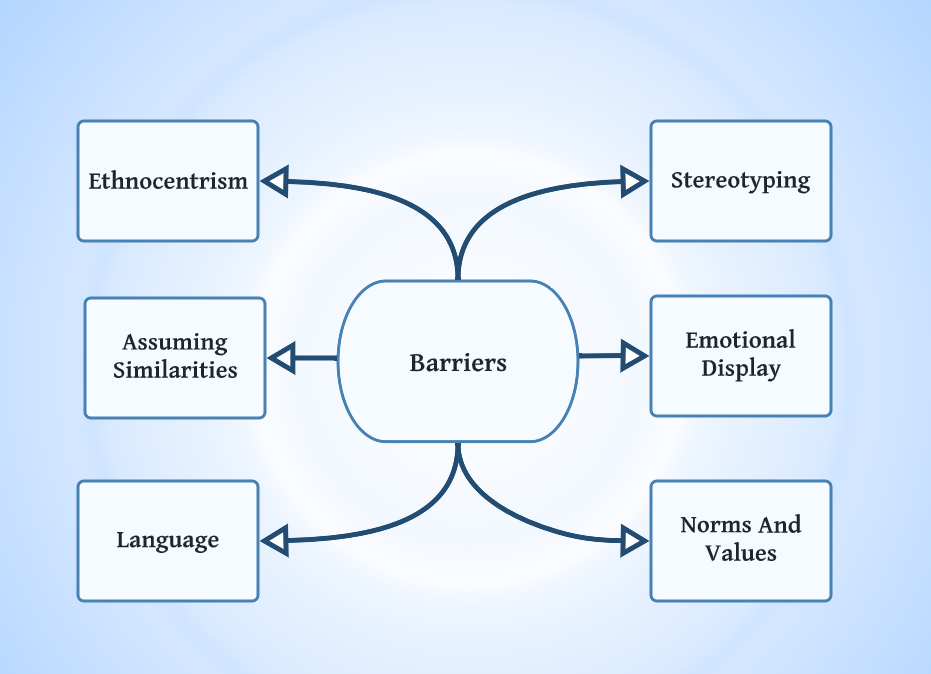 Ethnocentrism
Stereotyping
Assuming
Similarities
Barriers
Emotional
Display
Language
Norms And
Values